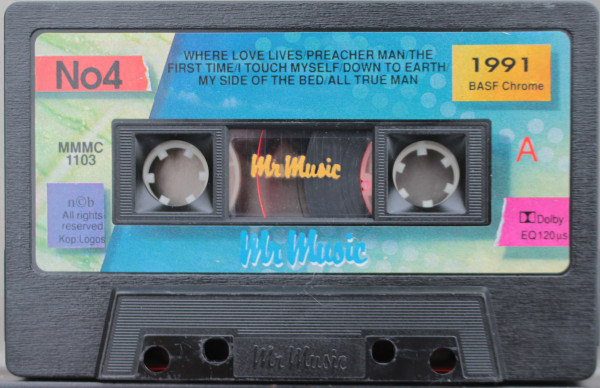 WHERE LOVE LIVES/PREACHER MAN/THE
FIRST TIME/I TOUCH MYSELF/DOWN TO EARTH/
MY SIDE OF THE BED/ALL TRUE MAN
No4
1991
BASF Chrome
MMMC
1103
A
Mr Music
n©b
All rights
reserved
Kop:Logos
Dolby
EQ120µs
Mr Music
Mr Music